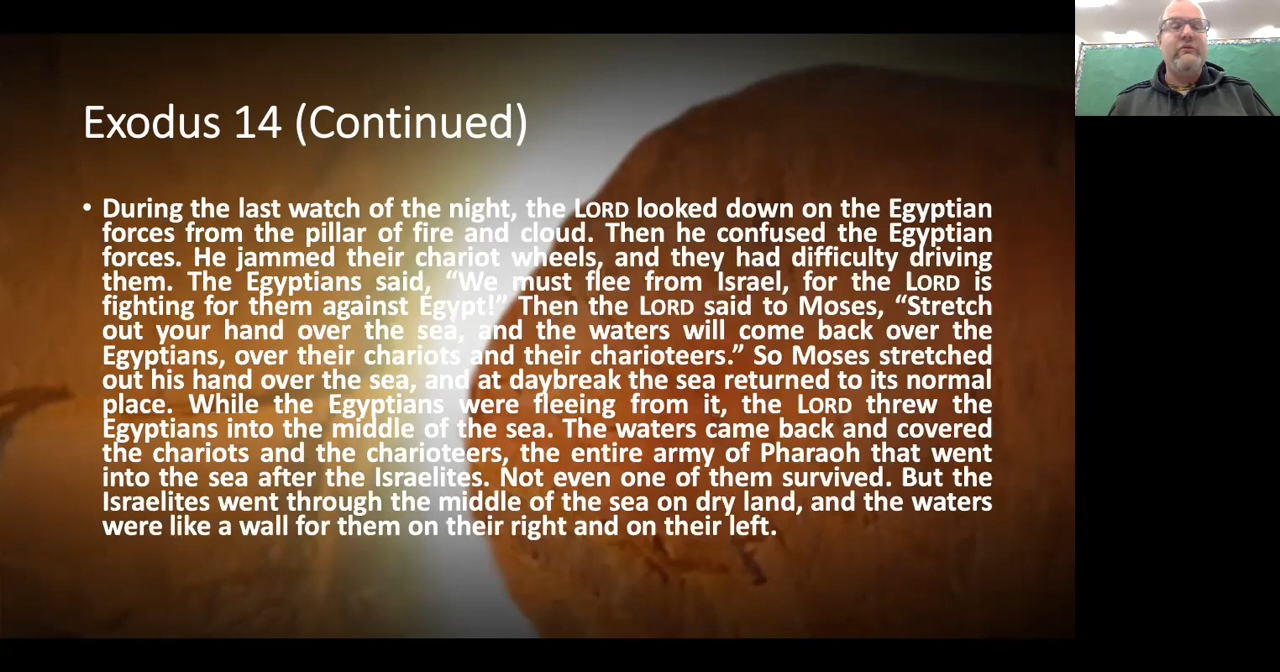 Exodus 14 (Continued)
• During the last watch of the night, the LORD looked down on the Egyptian
forces from the pillar of fire and cloud. Then he confused the Egyptian
forces. He jammed their chariot wheels, and they had difficulty driving
them. The Egyptians said, “We must flee from Israel, for the LORD is
fighting for them against Egypt!” Then the LORD said to Moses, “Stretch
out your hand over the sea, and the waters will come back over the
Egyptians, over their chariots and their charioteers.” So Moses stretched
out his hand over the sea, and at daybreak the sea returned to its normal
place. While the Egyptians were fleeing from it, the LORD threw the
Egyptians into the middle of the sea. The waters came back and covered
the chariots and the charioteers, the entire army of Pharaoh that went
into the sea after the Israelites. Not even one of them survived. But the
Israelites went through the middle of the sea on dry land, and the waters
were like a wall for them on their right and on their left.